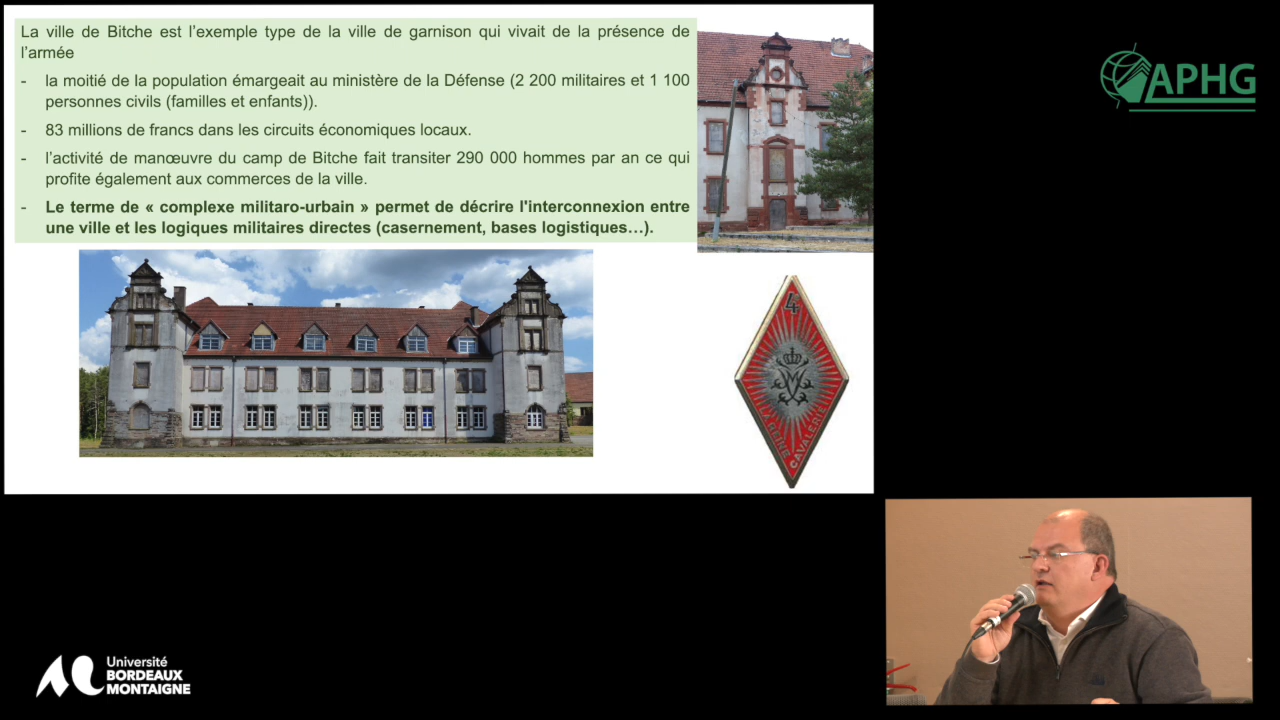 La ville de Bitche est l’exemple type de la ville de garnison qui vivait de la présence de
l’armée
- la moitié de la population émargeait au ministère de la Défense (2 200 militaires et 1 100
personnes civils (familles et enfants)).
- 83 millions de francs dans les circuits économiques locaux.
- l’activité de manœuvre du camp de Bitche fait transiter 290 000 hommes par an ce qui
profite également aux commerces de la ville.
- Le terme de « complexe militaro-urbain » permet de décrire l'interconnexion entre
une ville et les logiques militaires directes (casernement, bases logistiques…).
APHG
4
LA REINE
CAVALERIE
Université
BORDEAUX
MONTAIGNE